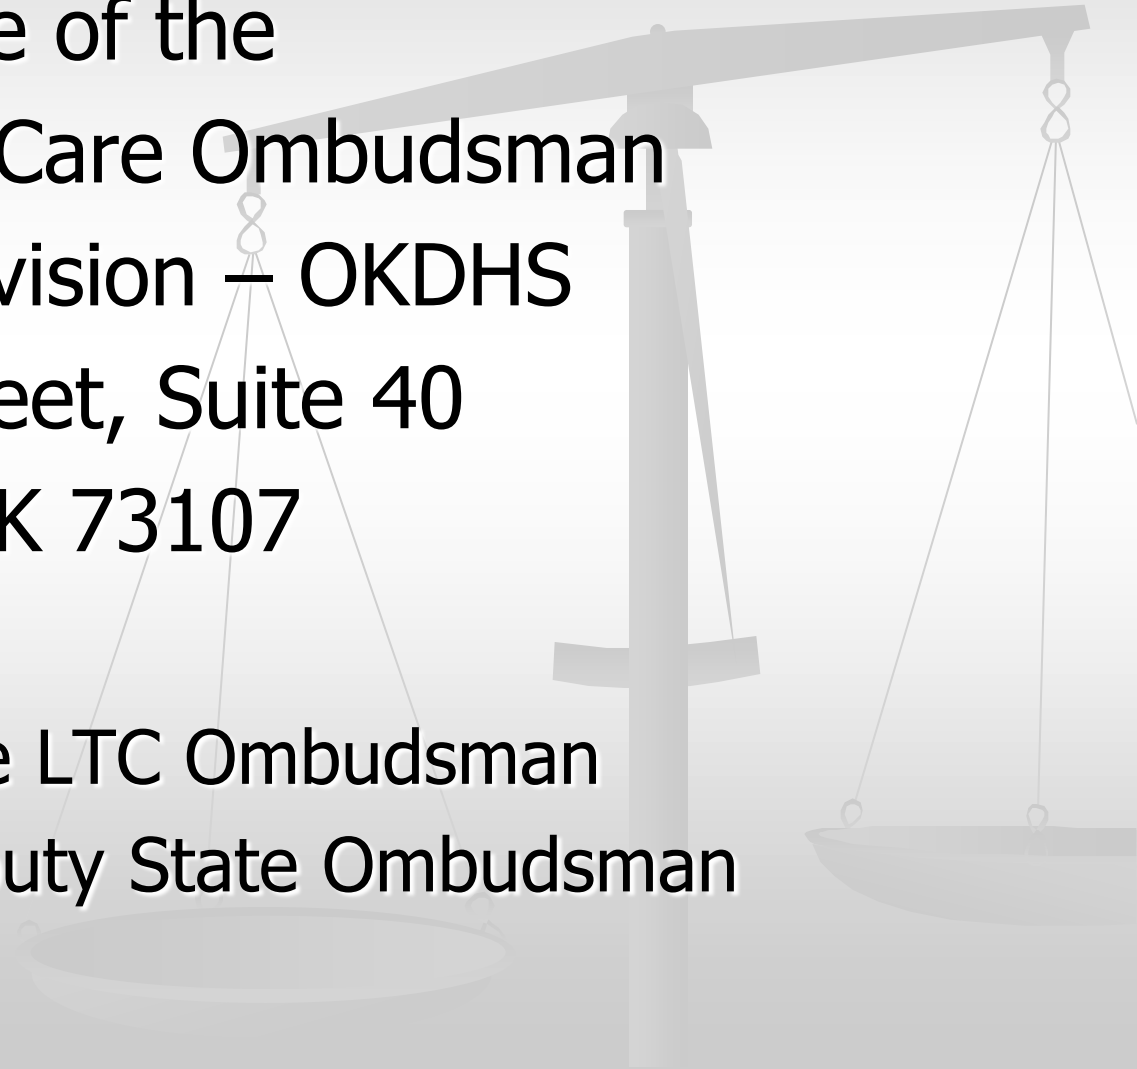 e of the
Care Ombudsman
vision – OKDHS
eet, Suite 40
K 73107
e LTC Ombudsman
uty State Ombudsman